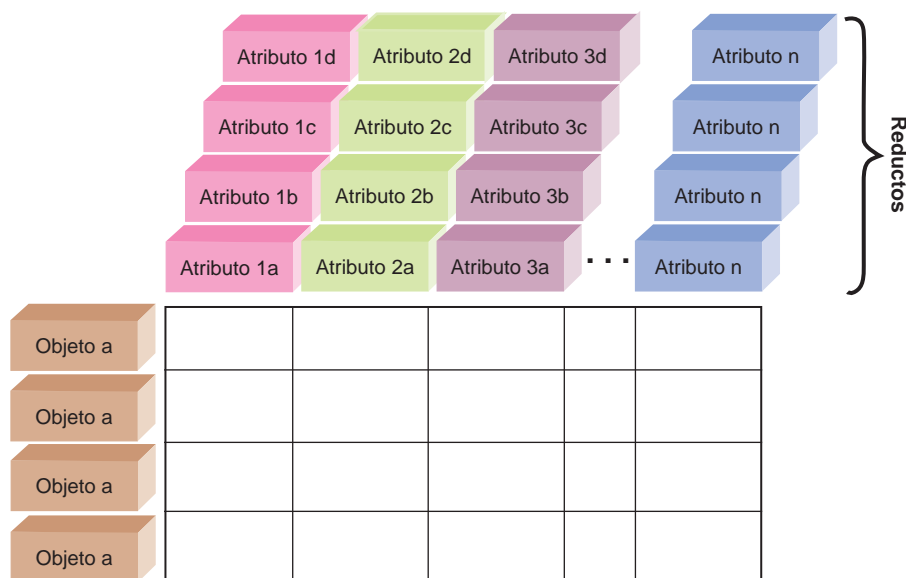 Atributo 1d Atributo 2d Atributo 3d Atributo n
Atributo 1c Atributo 2c Atributo 3c Atributo n
Atributo 1b Atributo 2b Atributo 3b Atributo n
Atributo 1a Atributo 2a Atributo 3a ... Atributo n
Reductos
Objeto a
Objeto a
Objeto a
Objeto a